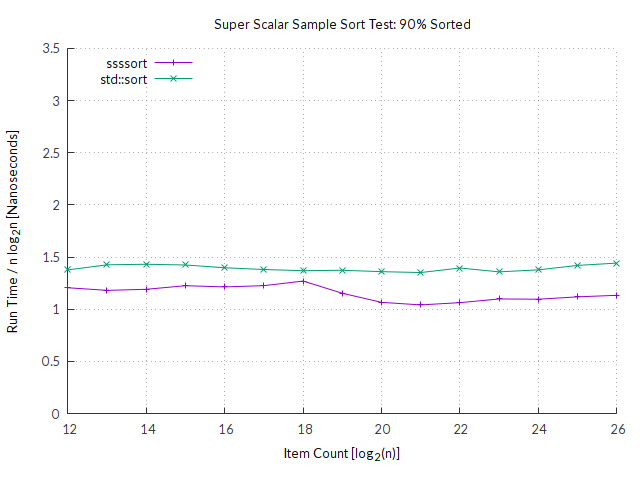 Super Scalar Sample Sort Test: 90% Sorted
ssssort
std::sort
3.5
3
2.5
2
1.5
1
0.5
0
Run Time / n log₂n [Nanoseconds]
12 14 16 18 20 22 24 26
Item Count [log₂(n)]